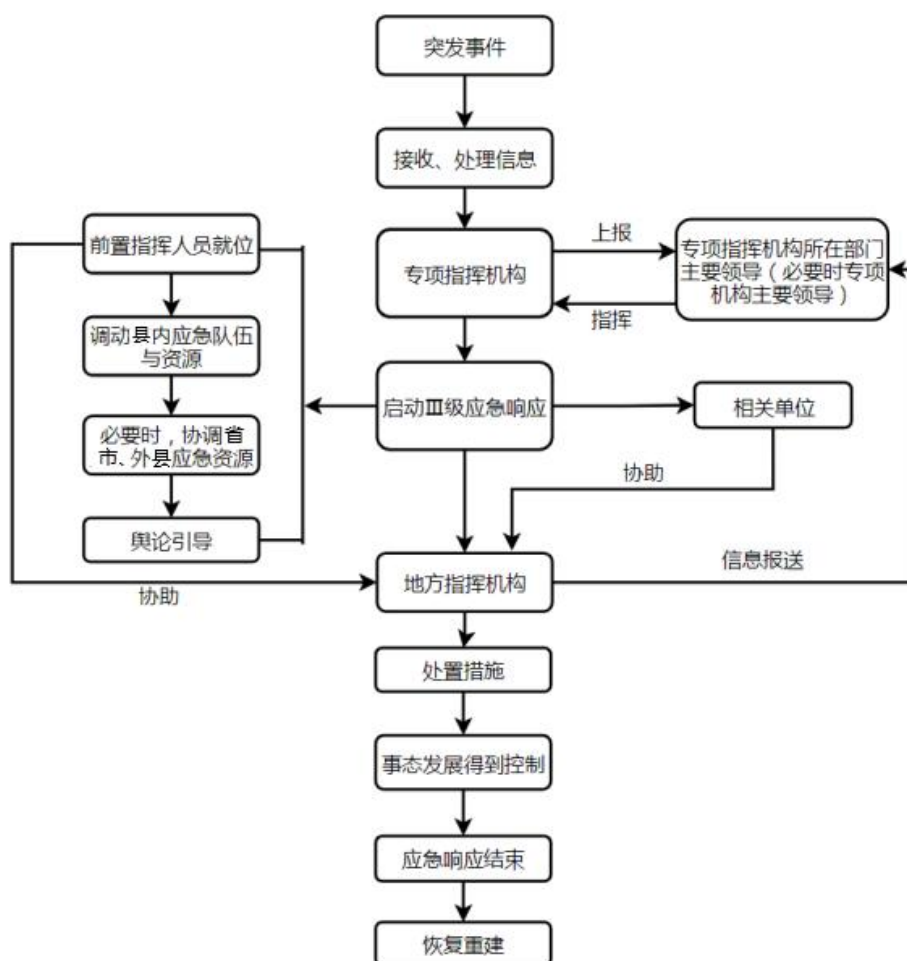 突发事件
接收、处理信息
前置指挥人员就位
专项指挥机构
上报
指挥
专项指挥机构所在部门
主要领导（必要时专项
机构主要领导）
调动县内应急队伍
与资源
启动Ⅲ级应急响应
相关单位
必要时，协调省
市、外县应急资源
协助
舆论引导
地方指挥机构
信息报送
协助
处置措施
事态发展得到控制
应急响应结束
恢复重建